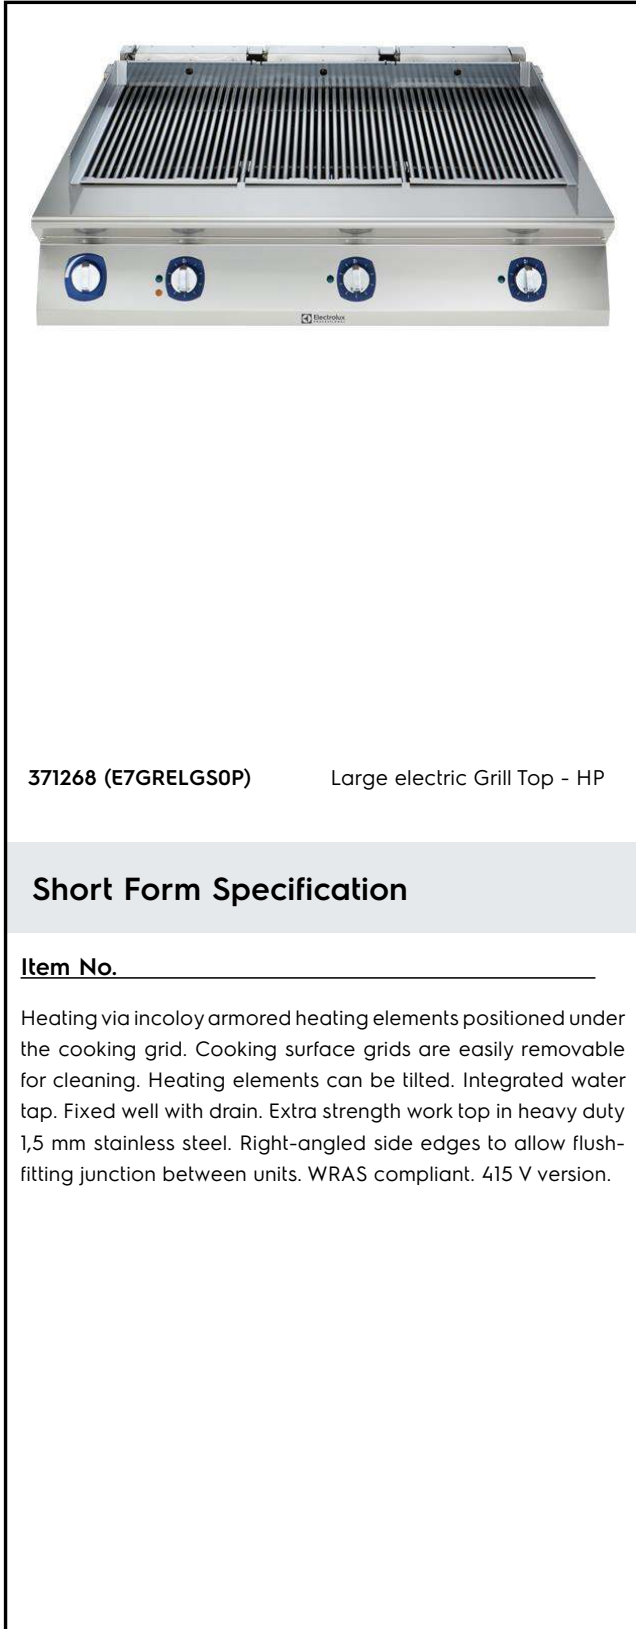 Electrolux
PROFESSIONAL
371268 (E7GRELGS0P) Large electric Grill Top - HP
Short Form Specification
Item No.
Heating via incoloy armored heating elements positioned under
the cooking grid. Cooking surface grids are easily removable
for cleaning. Heating elements can be tilted. Integrated water
tap. Fixed well with drain. Extra strength work top in heavy duty
1,5 mm stainless steel. Right-angled side edges to allow flush-
fitting junction between units. WRAS compliant. 415 V version.